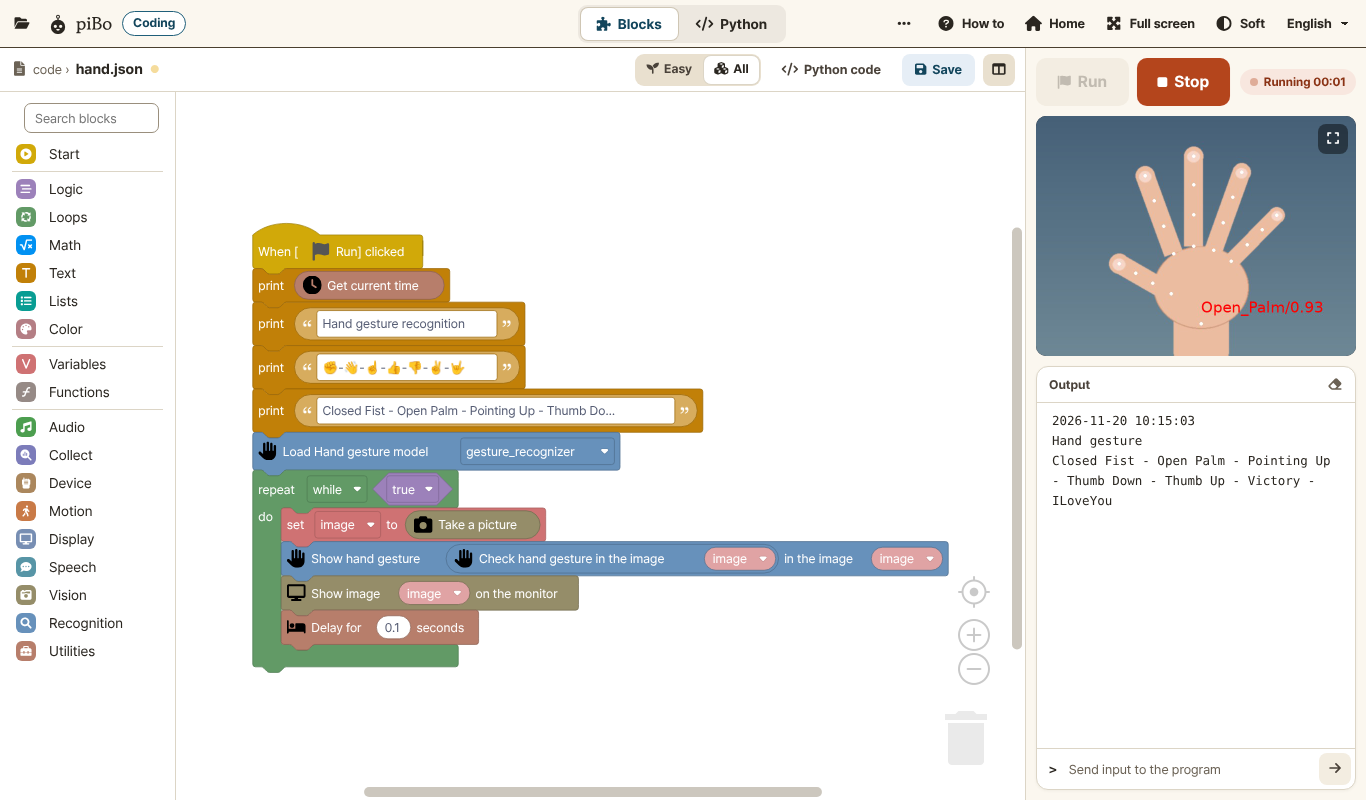 piBo
Coding
Blocks
Python
How to
Home
Full screen
Soft
English
code › hand.json
Easy
All
Python code
Save
Run
Stop
Running 00:01
Search blocks
Start
Logic
Loops
Math
Text
Lists
Color
Variables
Functions
Audio
Collect
Device
Motion
Display
Speech
Vision
Recognition
Utilities
When [ Run] clicked
print Get current time
print “ Hand gesture recognition ”
print “ ✊-👋-☝-👍-👎-✌-🤟 ”
print “ Closed Fist - Open Palm - Pointing Up - Thumb Do... ”
Load Hand gesture model gesture_recognizer
repeat while true
do
set image to Take a picture
Show hand gesture Check hand gesture in the image image in the image image
Show image image on the monitor
Delay for 0.1 seconds
Open_Palm/0.93
Output
2026-11-20 10:15:03
Hand gesture
Closed Fist - Open Palm - Pointing Up
- Thumb Down - Thumb Up - Victory -
ILoveYou
> Send input to the program